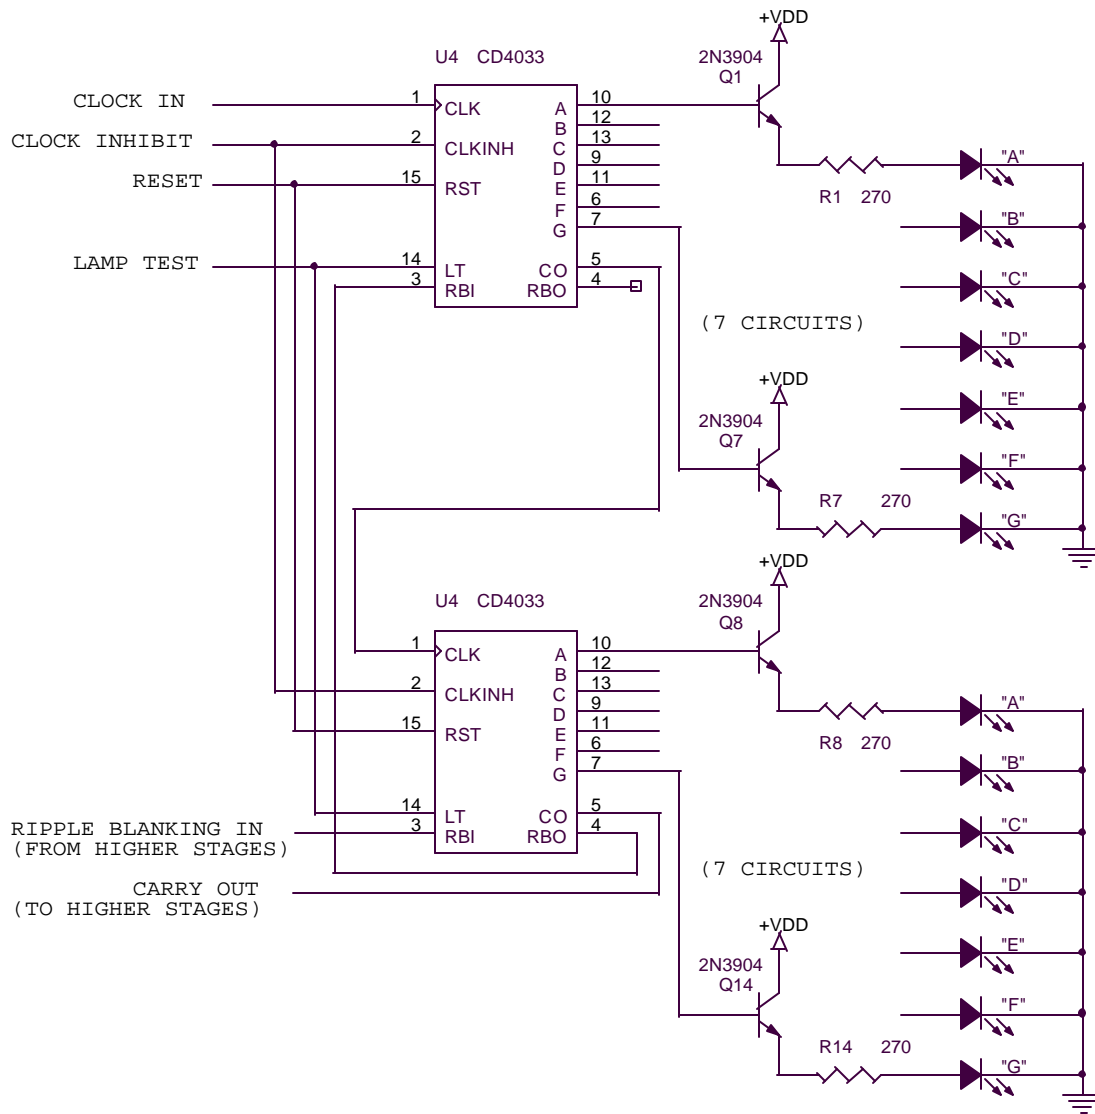 +VDD
U4 CD4033
2N3904
Q1
CLOCK IN
1
CLK
A
10
B
12
CLOCK INHIBIT
2
CLKINH
C
13
D
9
"A"
RESET
15
RST
E
11
R1 270
F
6
G
7
"B"
LAMP TEST
14
LT
CO
5
3
RBI
RBO
4
"C"
(7 CIRCUITS)
"D"
+VDD
2N3904
Q7
"E"
"F"
R7 270
"G"
+VDD
U4 CD4033
2N3904
Q8
1
CLK
A
10
B
12
2
CLKINH
C
13
D
9
"A"
15
RST
E
11
R8 270
F
6
G
7
"B"
14
LT
CO
5
RIPPLE BLANKING IN
(FROM HIGHER STAGES)
3
RBI
RBO
4
"C"
(7 CIRCUITS)
CARRY OUT
(TO HIGHER STAGES)
"D"
+VDD
2N3904
Q14
"E"
"F"
R14 270
"G"